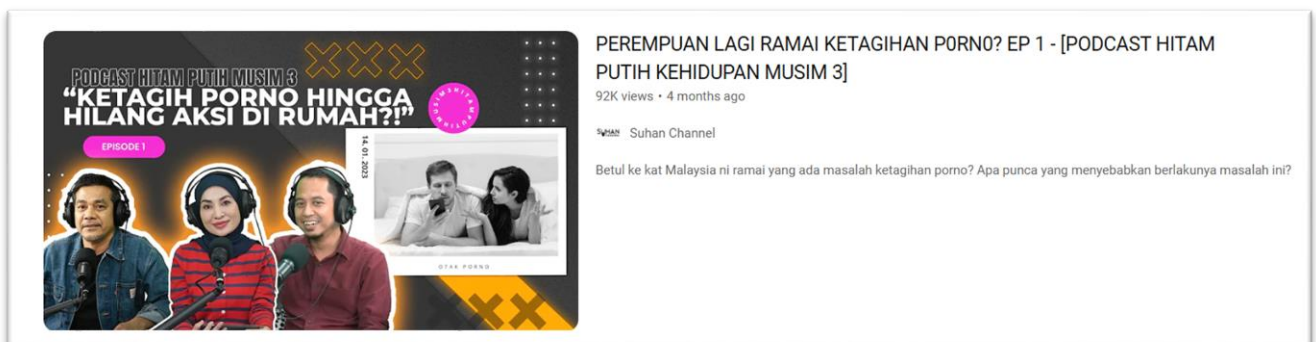 PODCAST HITAM PUTIH MUSIM 3
“KETAGIH PORNO HINGGA
HILANG AKSI DI RUMAH?!”
EPISODE 1
14. 01. 2023
OTAK PORNO
PEREMPUAN LAGI RAMAI KETAGIHAN P0RN0? EP 1 - [PODCAST HITAM
PUTIH KEHIDUPAN MUSIM 3]
92K views • 4 months ago
SUHAN Suhan Channel
Betul ke kat Malaysia ni ramai yang ada masalah ketagihan porno? Apa punca yang menyebabkan berlakunya masalah ini?